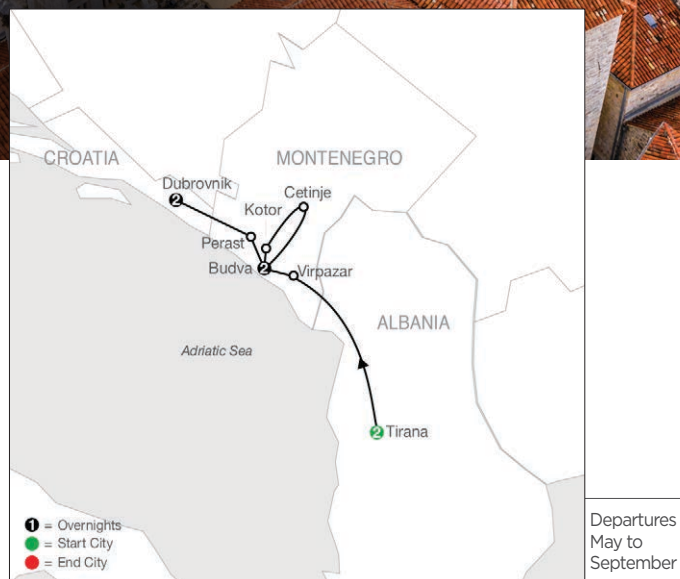 CROATIA
MONTENEGRO
Dubrovnik
2
Cetinje
Kotor
Perast
Budva
2
Virpazar
ALBANIA
Adriatic Sea
2
Tirana
1 = Overnights
= Start City
= End City
Departures
May to
September